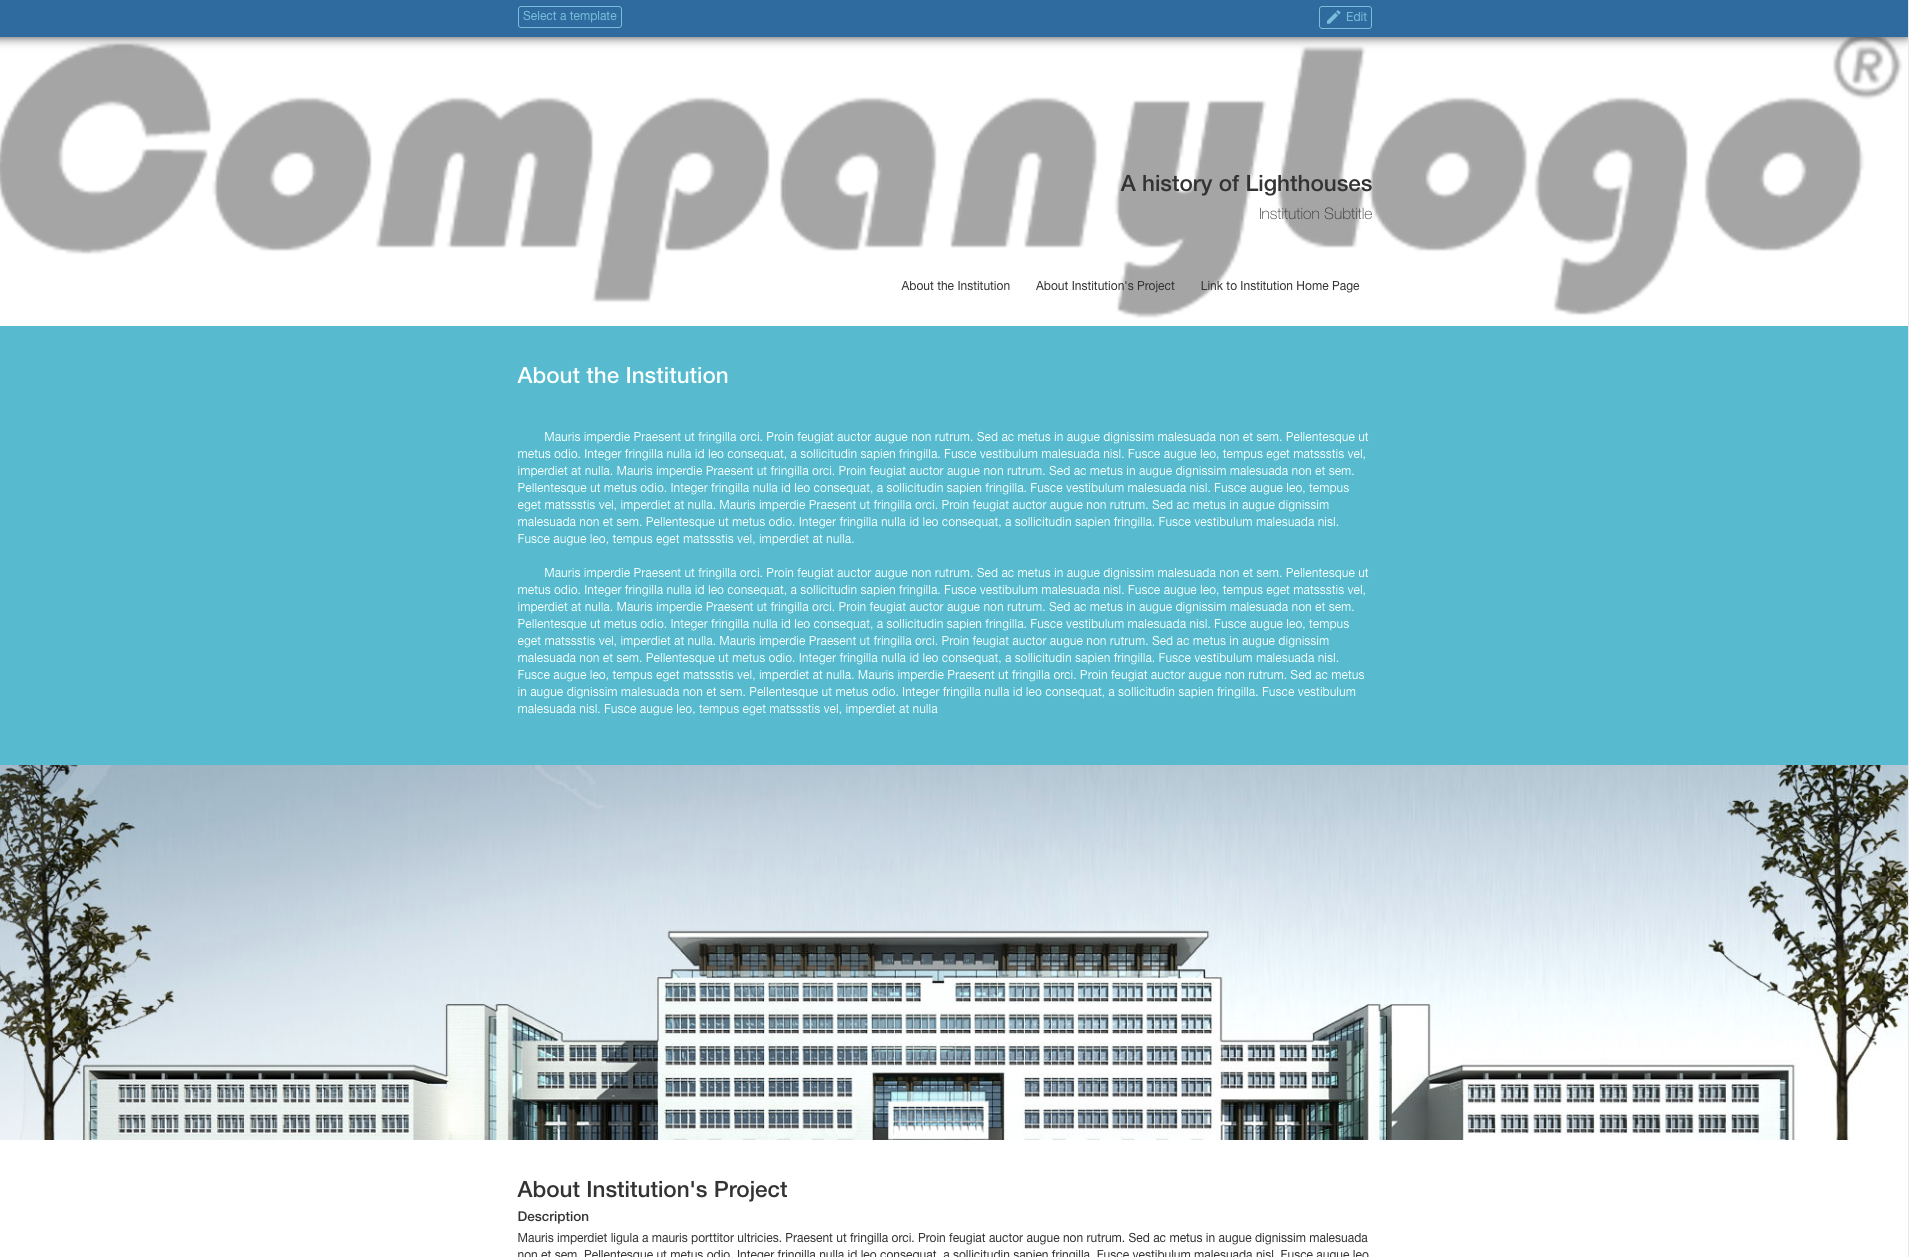 Select a template
Edit
Companylogo®
A history of Lighthouses
Institution Subtitle
About the Institution About Institution's Project Link to Institution Home Page
About the Institution
Mauris imperdie Praesent ut fringilla orci. Proin feugiat auctor augue non rutrum. Sed ac metus in augue dignissim malesuada non et sem. Pellentesque ut
metus odio. Integer fringilla nulla id leo consequat, a sollicitudin sapien fringilla. Fusce vestibulum malesuada nisl. Fusce augue leo, tempus eget matssstis vel,
imperdiet at nulla. Mauris imperdie Praesent ut fringilla orci. Proin feugiat auctor augue non rutrum. Sed ac metus in augue dignissim malesuada non et sem.
Pellentesque ut metus odio. Integer fringilla nulla id leo consequat, a sollicitudin sapien fringilla. Fusce vestibulum malesuada nisl. Fusce augue leo, tempus
eget matssstis vel, imperdiet at nulla. Mauris imperdie Praesent ut fringilla orci. Proin feugiat auctor augue non rutrum. Sed ac metus in augue dignissim
malesuada non et sem. Pellentesque ut metus odio. Integer fringilla nulla id leo consequat, a sollicitudin sapien fringilla. Fusce vestibulum malesuada nisl.
Fusce augue leo, tempus eget matssstis vel, imperdiet at nulla.
Mauris imperdie Praesent ut fringilla orci. Proin feugiat auctor augue non rutrum. Sed ac metus in augue dignissim malesuada non et sem. Pellentesque ut
metus odio. Integer fringilla nulla id leo consequat, a sollicitudin sapien fringilla. Fusce vestibulum malesuada nisl. Fusce augue leo, tempus eget matssstis vel,
imperdiet at nulla. Mauris imperdie Praesent ut fringilla orci. Proin feugiat auctor augue non rutrum. Sed ac metus in augue dignissim malesuada non et sem.
Pellentesque ut metus odio. Integer fringilla nulla id leo consequat, a sollicitudin sapien fringilla. Fusce vestibulum malesuada nisl. Fusce augue leo, tempus
eget matssstis vel, imperdiet at nulla. Mauris imperdie Praesent ut fringilla orci. Proin feugiat auctor augue non rutrum. Sed ac metus in augue dignissim
malesuada non et sem. Pellentesque ut metus odio. Integer fringilla nulla id leo consequat, a sollicitudin sapien fringilla. Fusce vestibulum malesuada nisl.
Fusce augue leo, tempus eget matssstis vel, imperdiet at nulla. Mauris imperdie Praesent ut fringilla orci. Proin feugiat auctor augue non rutrum. Sed ac metus
in augue dignissim malesuada non et sem. Pellentesque ut metus odio. Integer fringilla nulla id leo consequat, a sollicitudin sapien fringilla. Fusce vestibulum
malesuada nisl. Fusce augue leo, tempus eget matssstis vel, imperdiet at nulla
About Institution's Project
Description
Mauris imperdiet ligula a mauris porttitor ultricies. Praesent ut fringilla orci. Proin feugiat auctor augue non rutrum. Sed ac metus in augue dignissim malesuada
non et sem. Pellentesque ut metus odio. Integer fringilla nulla id leo consequat, a sollicitudin sapien fringilla. Fusce vestibulum malesuada nisl. Fusce augue leo